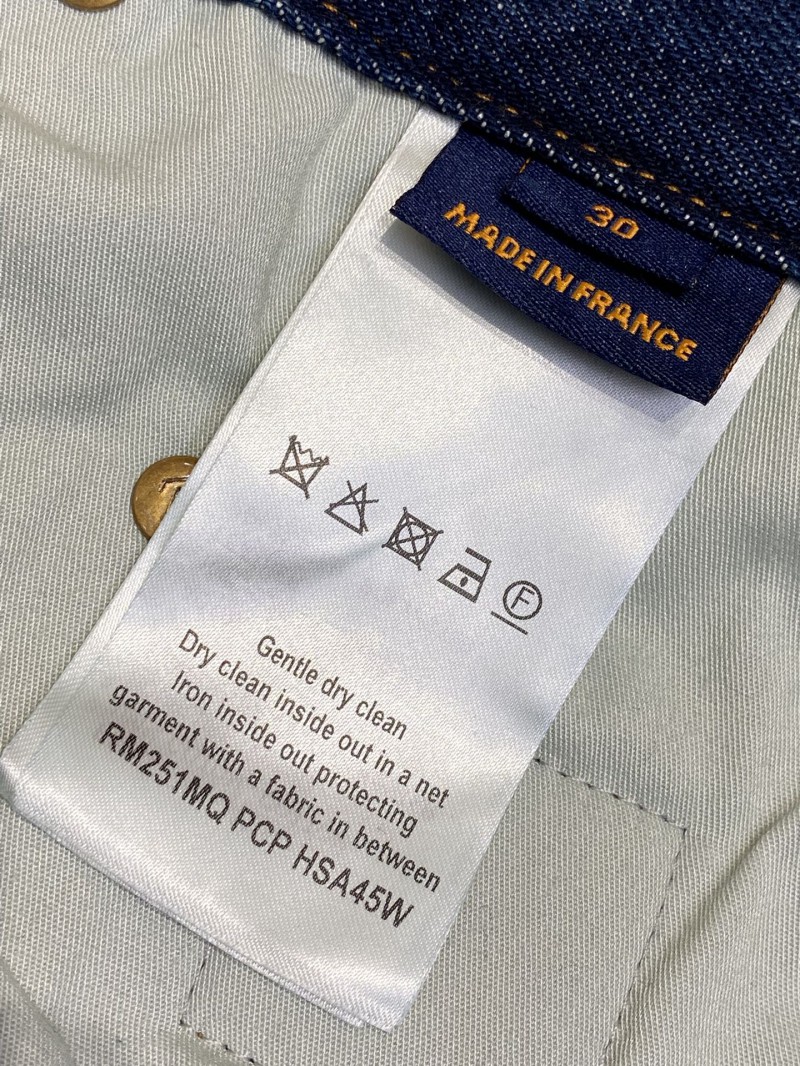 30
MADE IN FRANCE
F
Gentle dry clean
Dry clean inside out in a net
Iron inside out protecting
garment with a fabric in between
RM251MQ PCP HSA45W